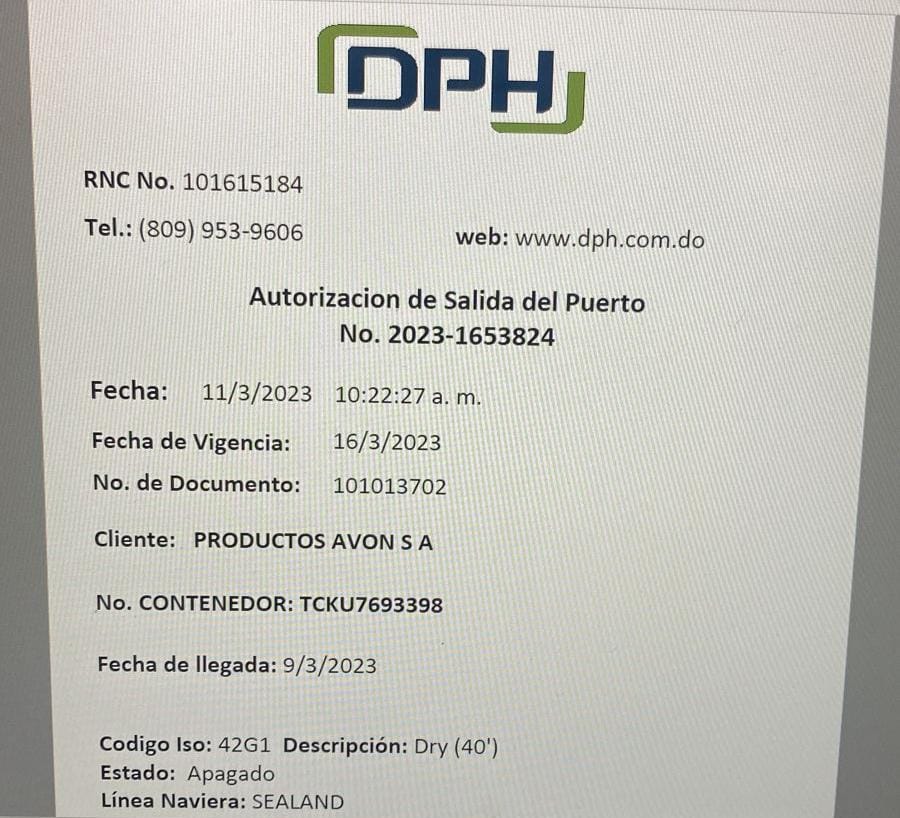 DPH
RNC No. 101615184
Tel.: (809) 953-9606 web: www.dph.com.do
Autorizacion de Salida del Puerto
No. 2023-1653824
Fecha: 11/3/2023 10:22:27 a. m.
Fecha de Vigencia: 16/3/2023
No. de Documento: 101013702
Cliente: PRODUCTOS AVON S A
No. CONTENEDOR: TCKU7693398
Fecha de llegada: 9/3/2023
Codigo Iso: 42G1 Descripción: Dry (40')
Estado: Apagado
Línea Naviera: SEALAND